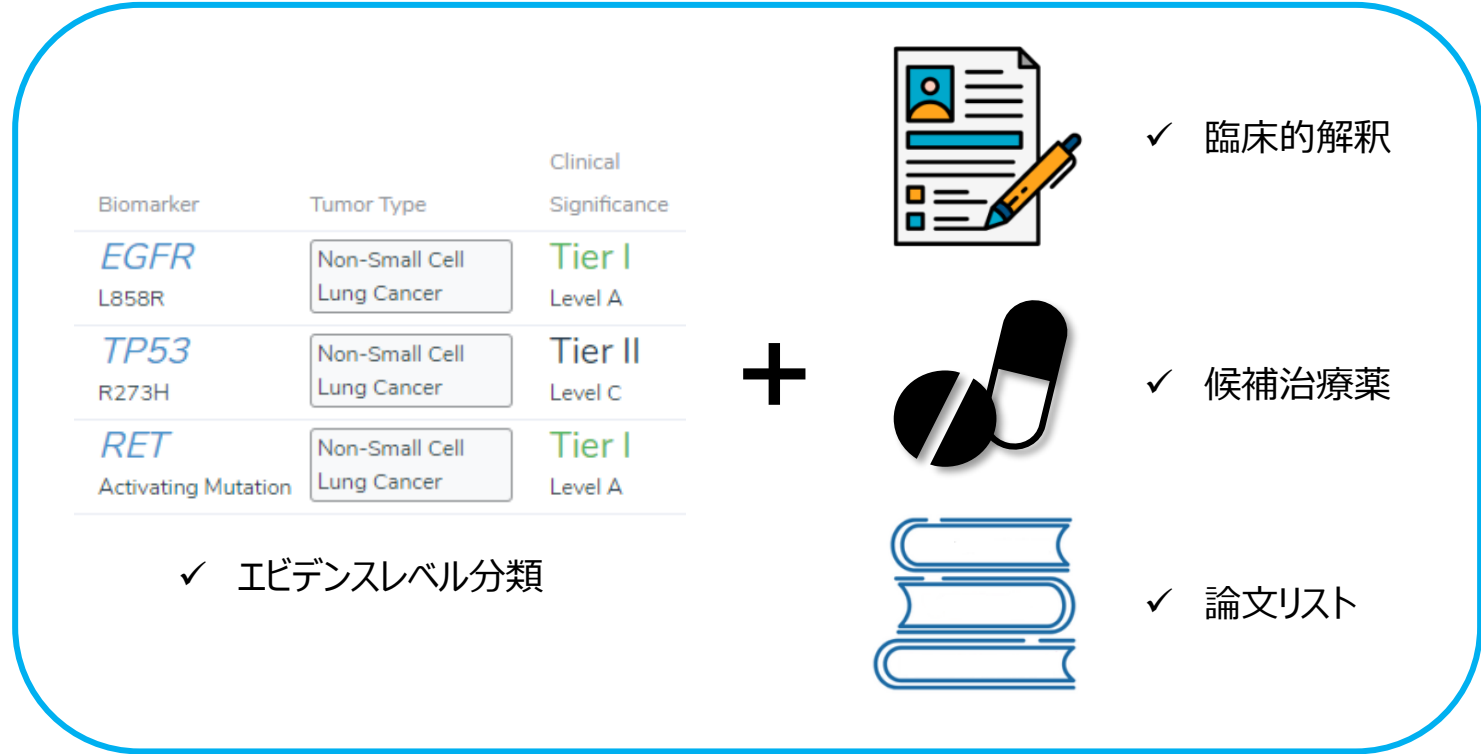 Biomarker
Tumor Type
Clinical
Significance
EGFR
L858R
Non-Small Cell
Lung Cancer
Tier I
Level A
TP53
R273H
Non-Small Cell
Lung Cancer
Tier II
Level C
RET
Activating Mutation
Non-Small Cell
Lung Cancer
Tier I
Level A
✓ エビデンスレベル分類
+
✓ 臨床的解釈
✓ 候補治療薬
✓ 論文リスト